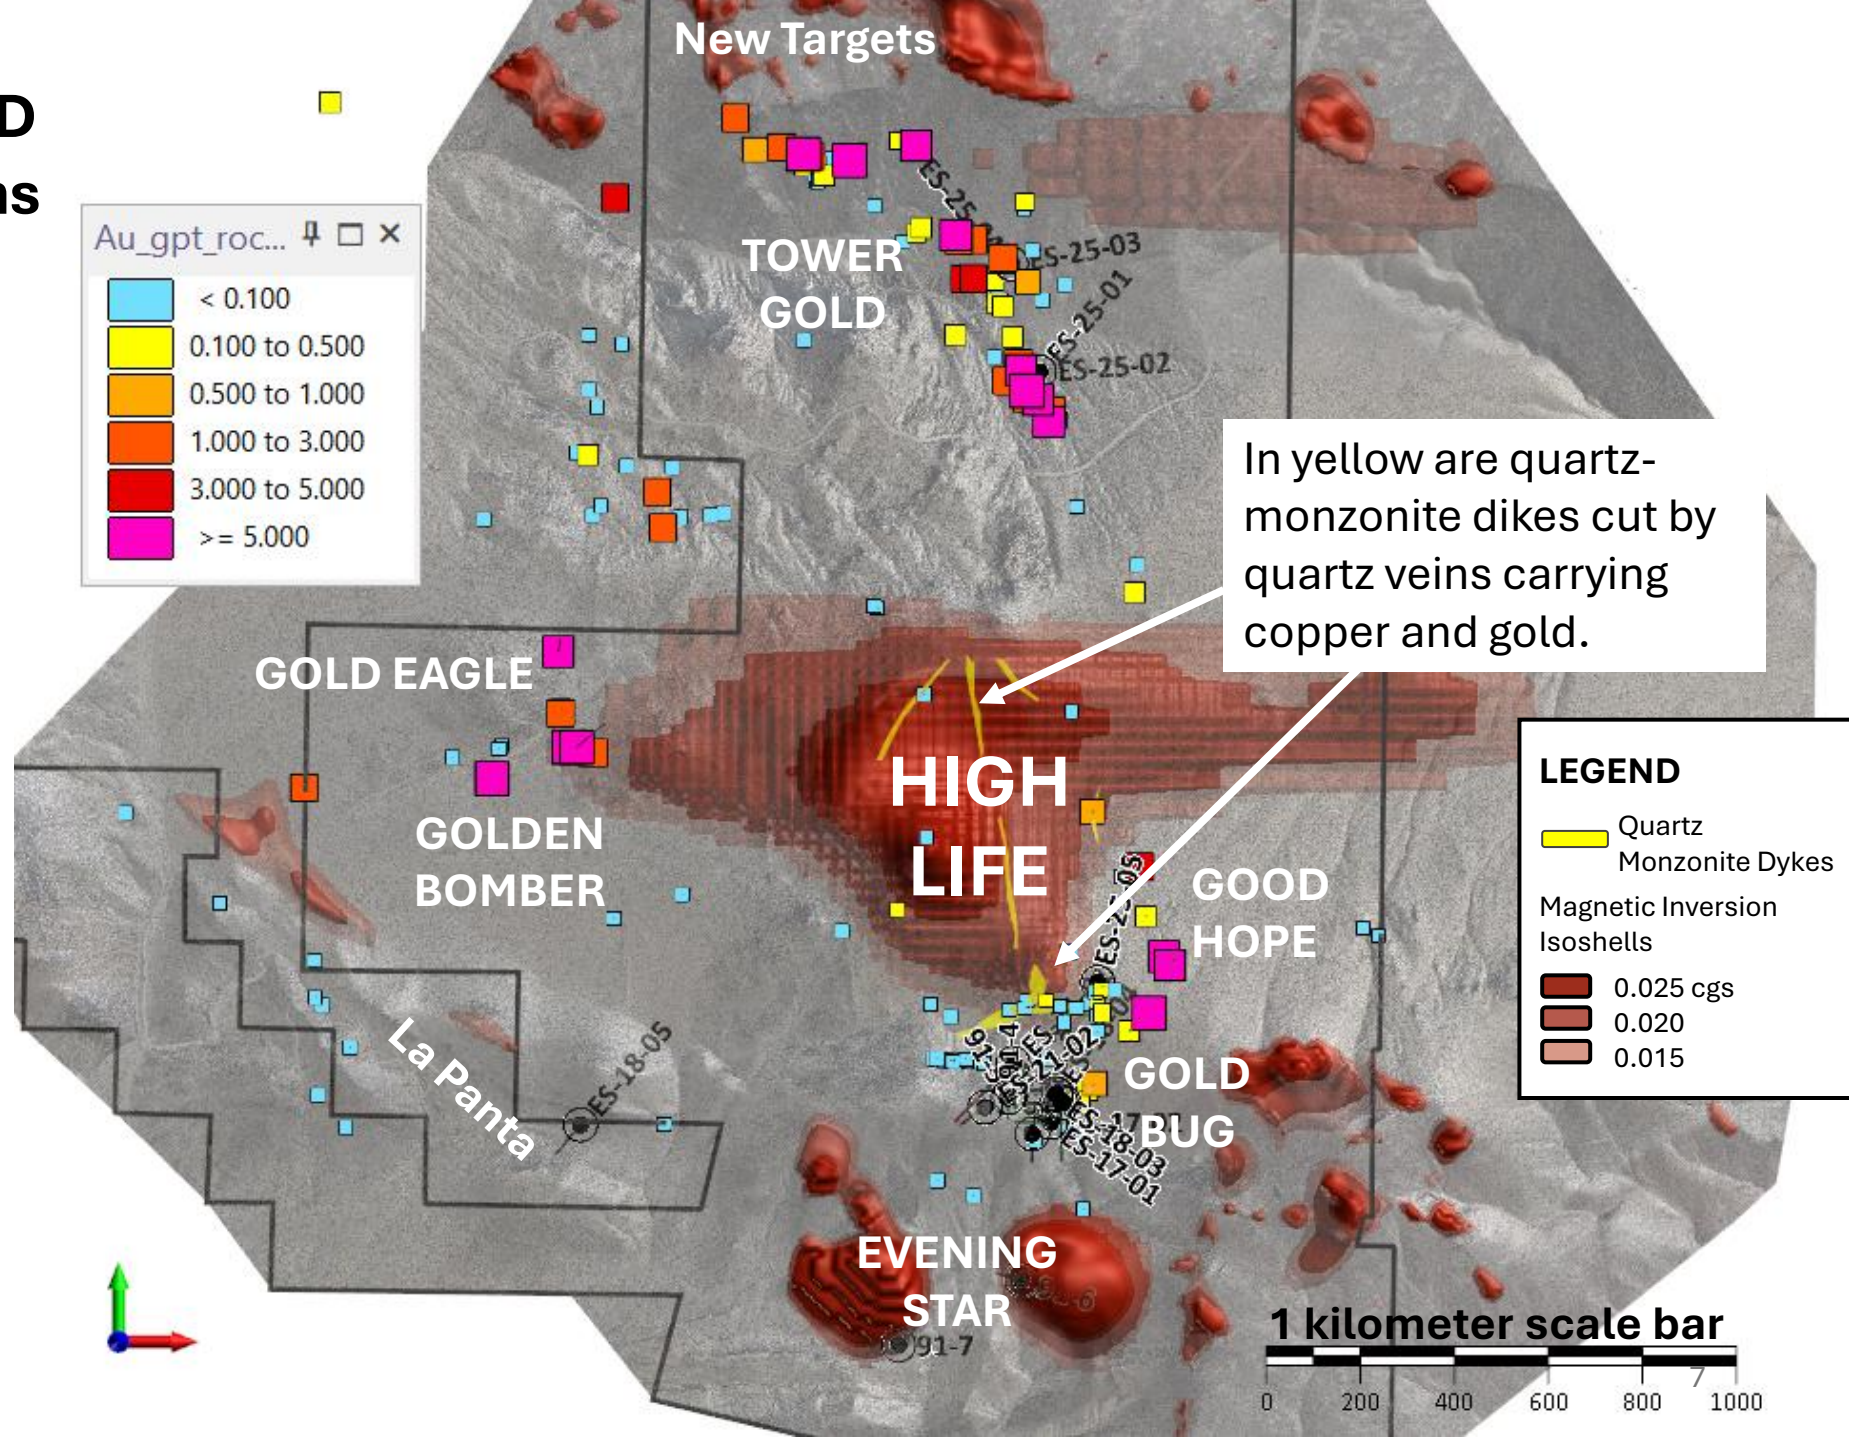 New Targets
D
ns
Au_gpt_roc...
< 0.100
0.100 to 0.500
0.500 to 1.000
1.000 to 3.000
3.000 to 5.000
>= 5.000
TOWER
GOLD
ES-25-03
ES-25-01
ES-25-02
In yellow are quartz-
monzonite dikes cut by
quartz veins carrying
copper and gold.
GOLD EAGLE
GOLDEN
BOMBER
HIGH
LIFE
ES-25-05
GOOD
HOPE
LEGEND
Quartz
Monzonite Dykes
Magnetic Inversion
Isoshells
0.025 cgs
0.020
0.015
La Panta
ES-18-05
GOLD
BUG
ES-18-03
ES-17-01
EVENING
STAR
91-7
1 kilometer scale bar
7
0 200 400 600 800 1000